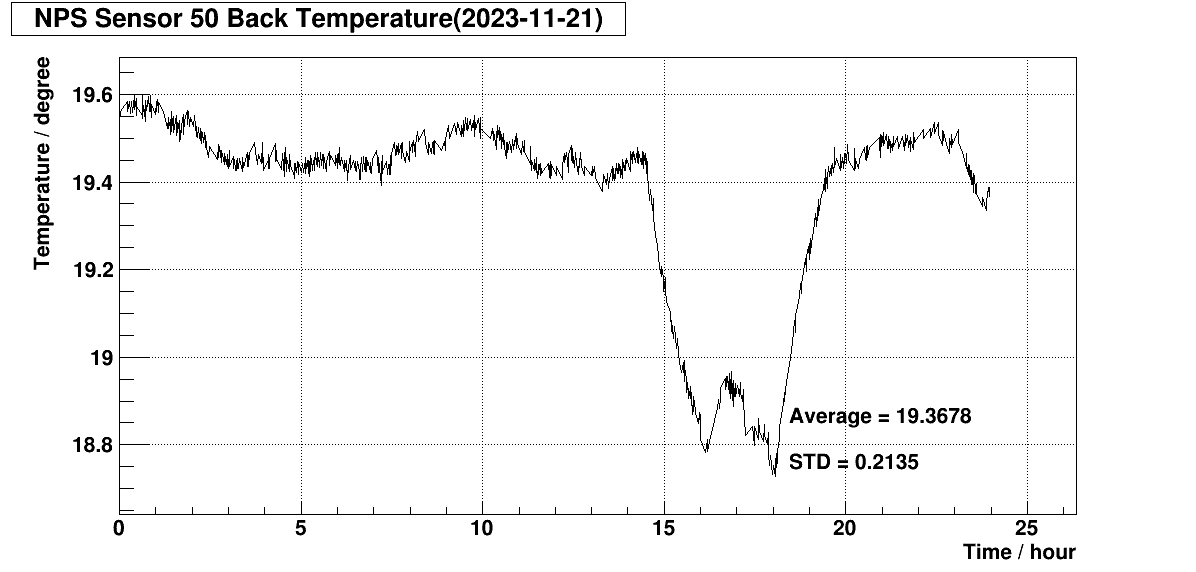 NPS Sensor 50 Back Temperature(2023-11-21)
Temperature / degree
19.6
19.4
19.2
19
18.8
Average = 19.3678
STD = 0.2135
0 5 10 15 20 25
Time / hour